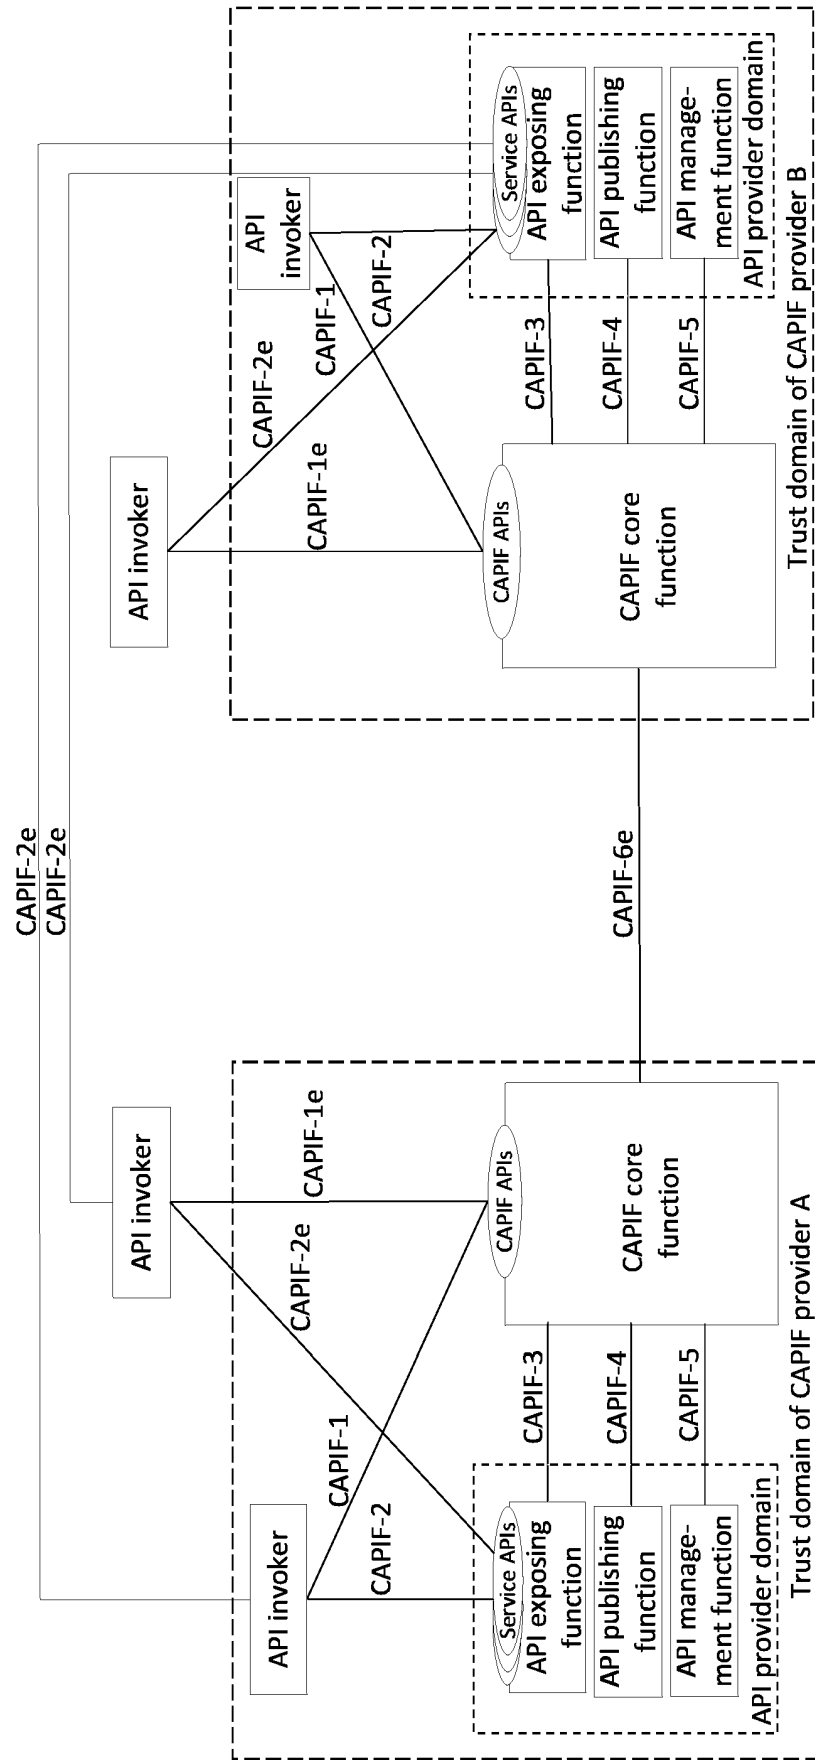 CAPIF-2e
CAPIF-2e
API invoker
API invoker
API invoker
API
invoker
CAPIF-1
CAPIF-2
CAPIF-2e
CAPIF-1e
CAPIF-1e
CAPIF-2e
CAPIF-1
CAPIF-2
Service APIs
API exposing
function
API publishing
function
API manage-
ment function
API provider domain
CAPIF-3
CAPIF-4
CAPIF-5
CAPIF APIs
CAPIF core
function
Trust domain of CAPIF provider A
CAPIF-6e
CAPIF APIs
CAPIF core
function
CAPIF-3
CAPIF-4
CAPIF-5
Service APIs
API exposing
function
API publishing
function
API manage-
ment function
API provider domain
Trust domain of CAPIF provider B